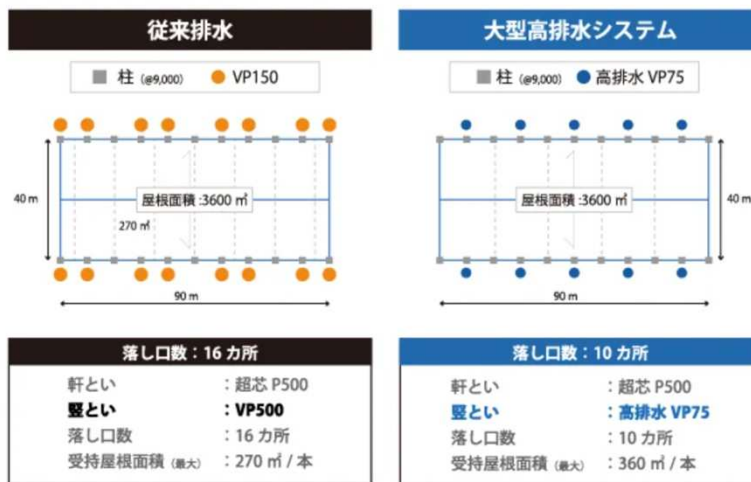 従来排水
柱 (@9,000) VP150
40 m
屋根面積 :3600 ㎡
270 ㎡
90 m
落し口数：16 カ所
軒とい ：超芯 P500
竪とい ：VP500
落し口数 ：16 カ所
受持屋根面積 (最大) ：270 ㎡ / 本
大型高排水システム
柱 (@9,000) 高排水 VP75
屋根面積 :3600 ㎡
40 m
90 m
落し口数：10 カ所
軒とい ：超芯 P500
竪とい ：高排水 VP75
落し口数 ：10 カ所
受持屋根面積 (最大) ：360 ㎡ / 本